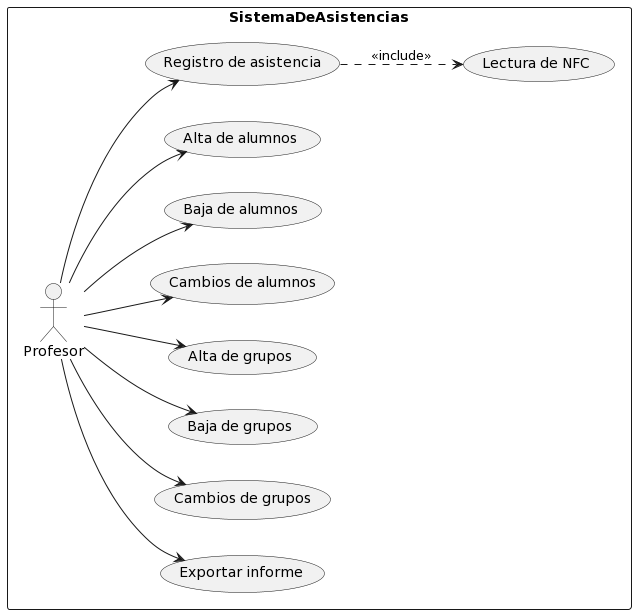 SistemaDeAsistencias
Registro de asistencia
«include»
Lectura de NFC
Alta de alumnos
Baja de alumnos
Cambios de alumnos
Profesor
Alta de grupos
Baja de grupos
Cambios de grupos
Exportar informe